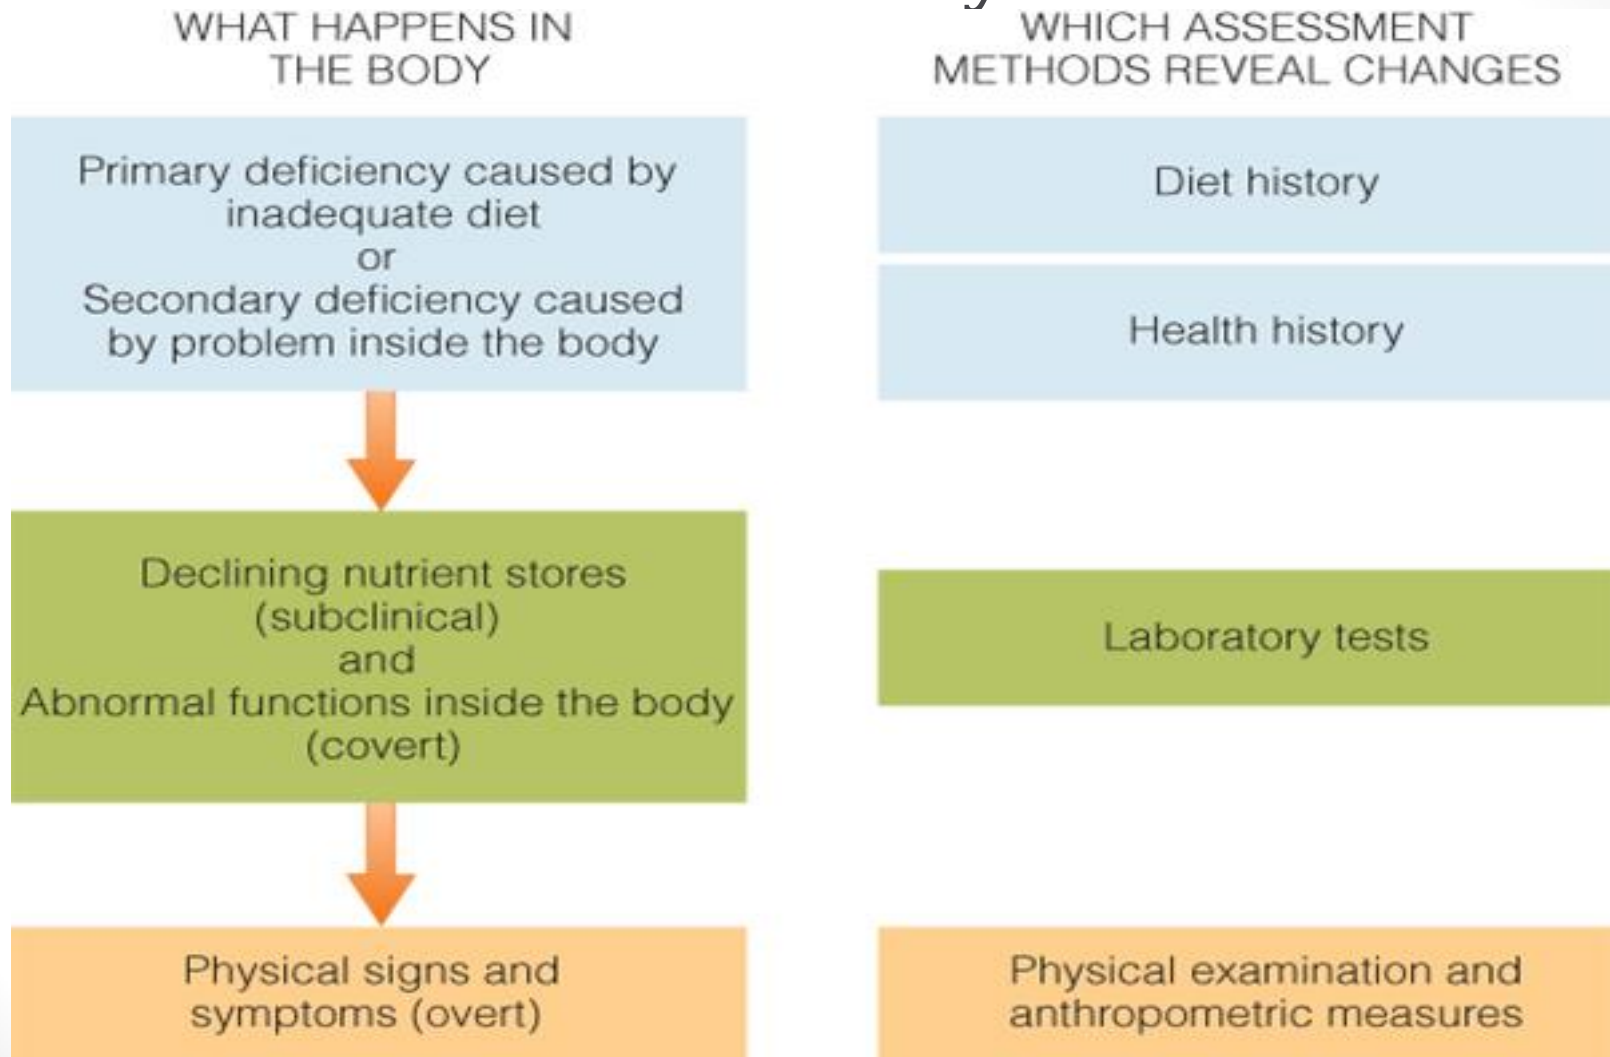 WHAT HAPPENS IN
THE BODY
WHICH ASSESSMENT
METHODS REVEAL CHANGES
Primary deficiency caused by
inadequate diet
or
Secondary deficiency caused
by problem inside the body
Diet history
Health history
Declining nutrient stores
(subclinical)
and
Abnormal functions inside the body
(covert)
Laboratory tests
Physical signs and
symptoms (overt)
Physical examination and
anthropometric measures